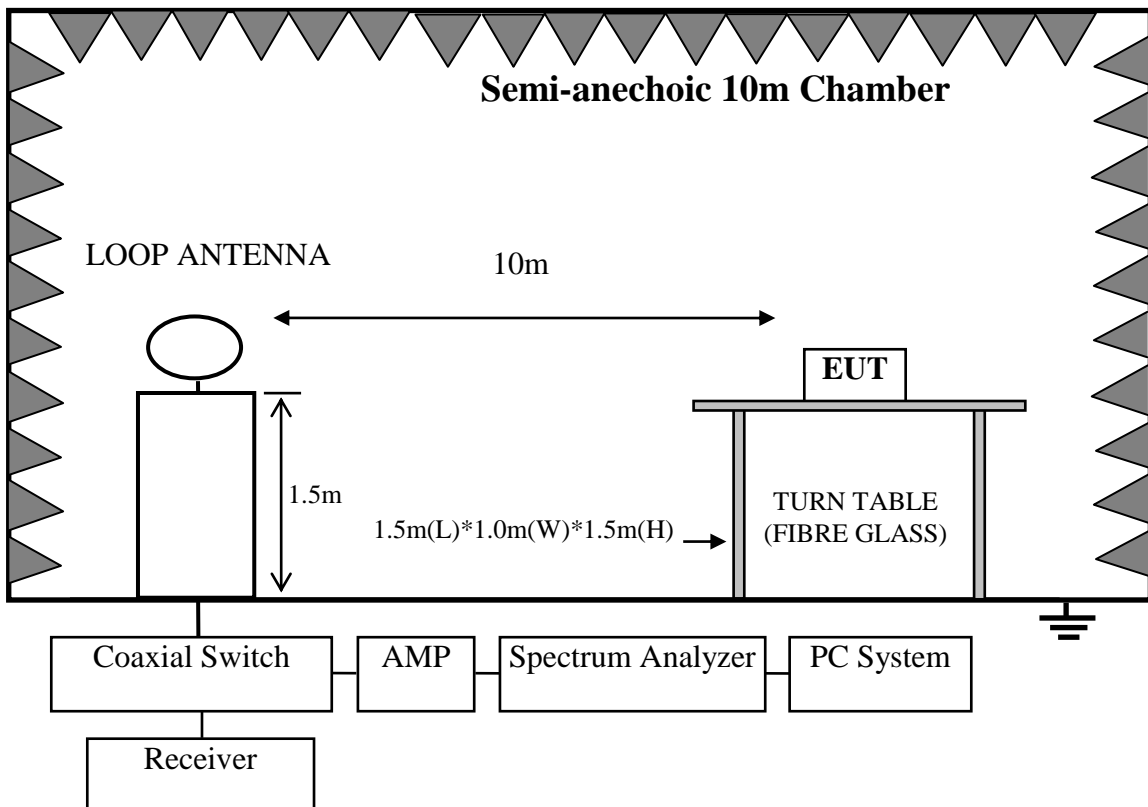 Semi-anechoic 10m Chamber
LOOP ANTENNA
10m
EUT
1.5m
1.5m(L)*1.0m(W)*1.5m(H)
TURN TABLE
(FIBRE GLASS)
Coaxial Switch
AMP
Spectrum Analyzer
PC System
Receiver